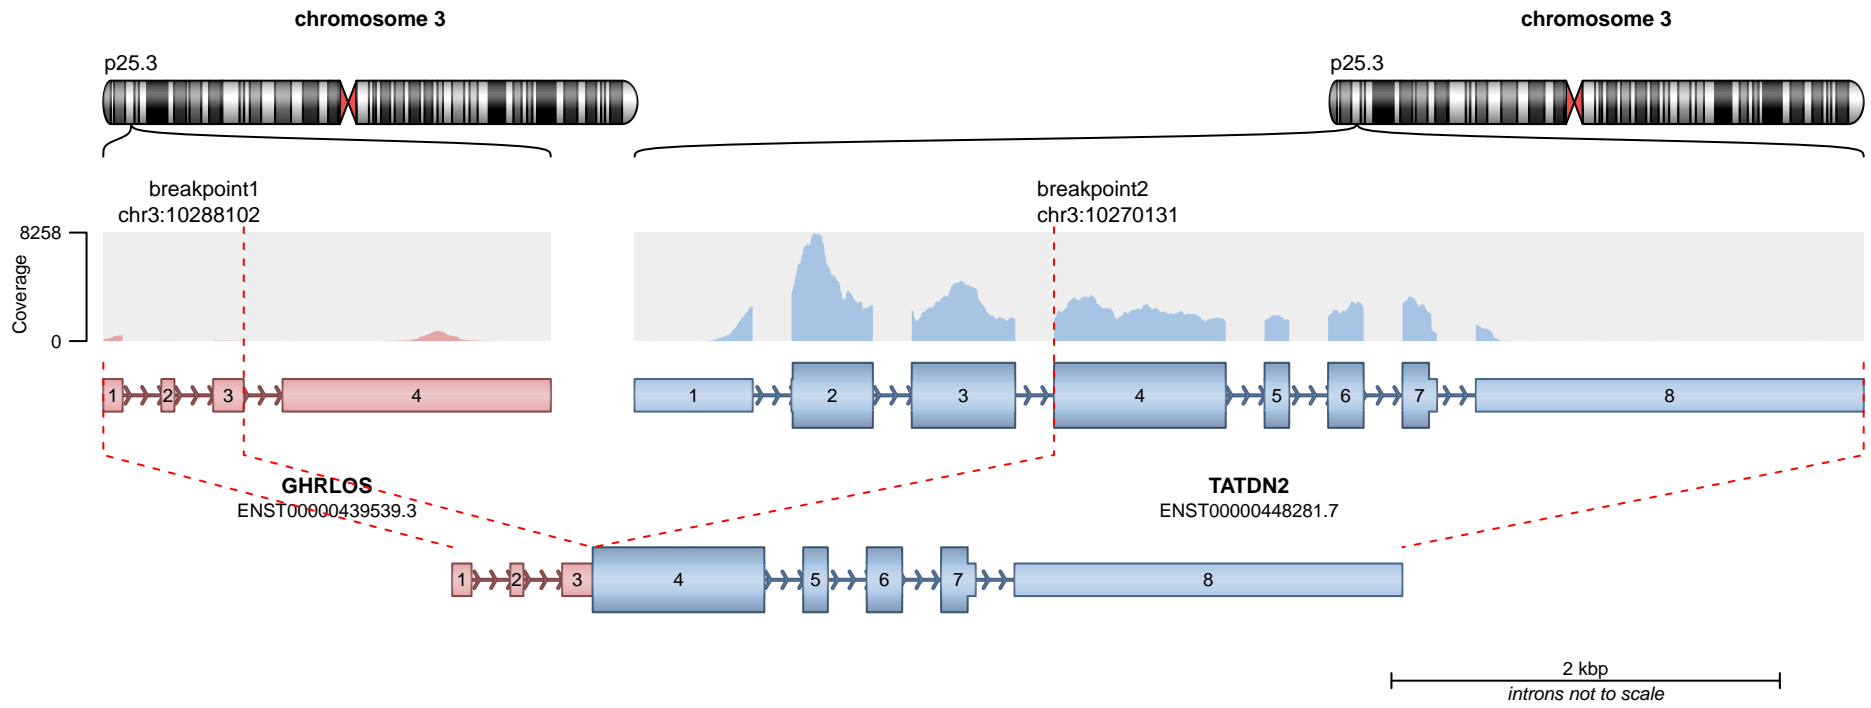 chromosome 3
chromosome 3
p25.3
p25.3
breakpoint1
chr3:10288102
breakpoint2
chr3:10270131
8258
0
Coverage
1 2 3 4
1 2 3 4 5 6 7 8
GHRLOS
ENST00000439539.3
TATDN2
ENST00000448281.7
1 2 3 4 5 6 7 8
2 kbp
introns not to scale